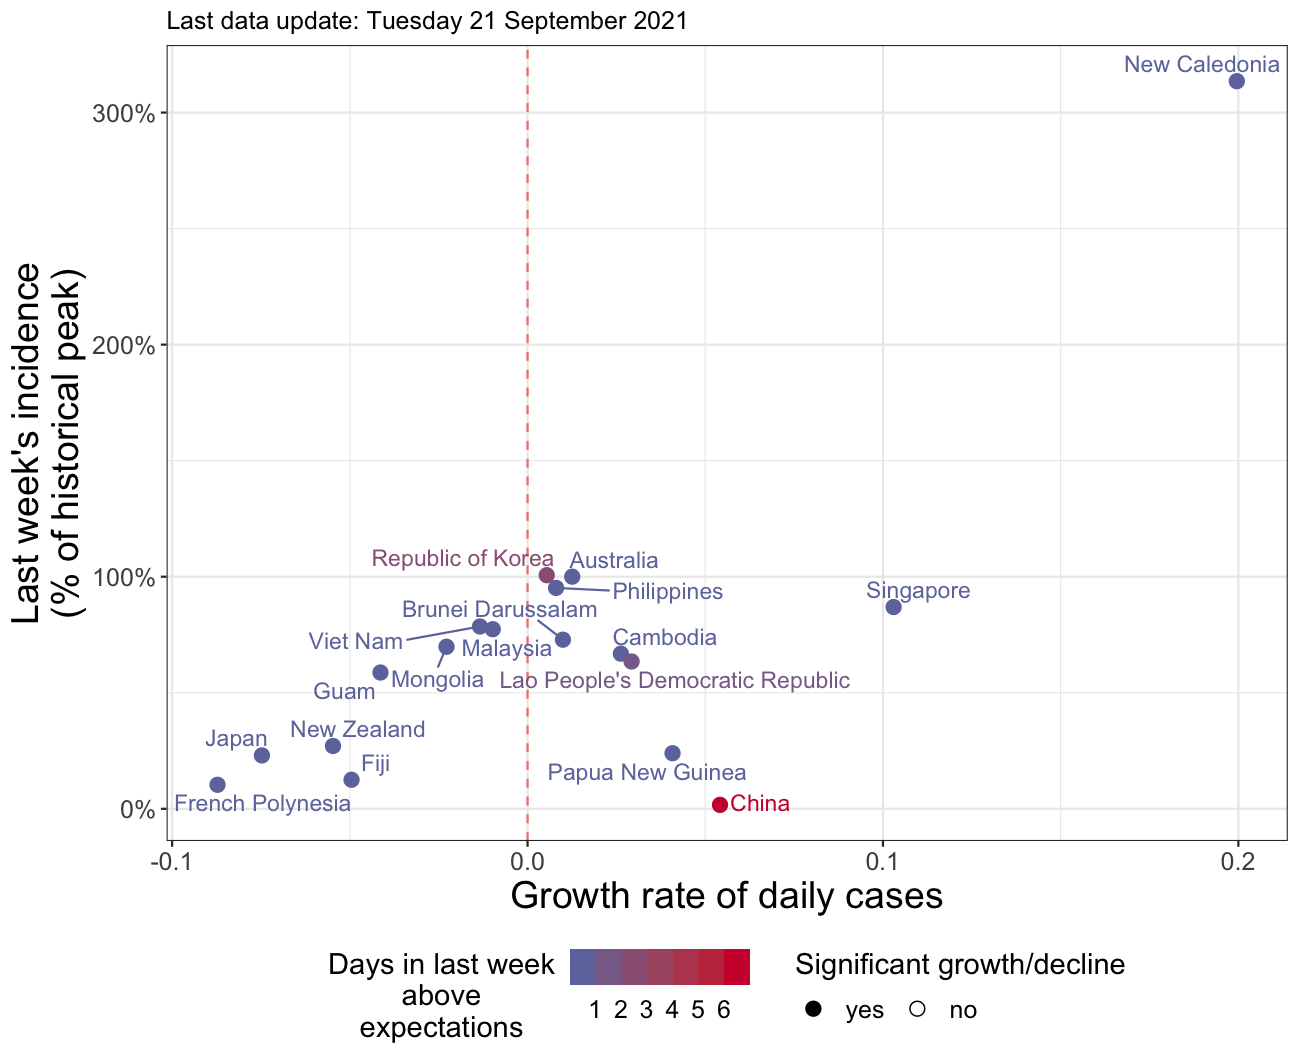 Last data update: Tuesday 21 September 2021
New Caledonia
300%
200%
100%
0%
Last week's incidence
(% of historical peak)
Republic of Korea
Australia
Philippines
Singapore
Brunei Darussalam
Viet Nam
Malaysia
Cambodia
Mongolia
Lao People's Democratic Republic
Guam
New Zealand
Japan
Fiji
Papua New Guinea
French Polynesia
China
-0.1 0.0 0.1 0.2
Growth rate of daily cases
Days in last week
above
expectations
1 2 3 4 5 6
Significant growth/decline
yes no